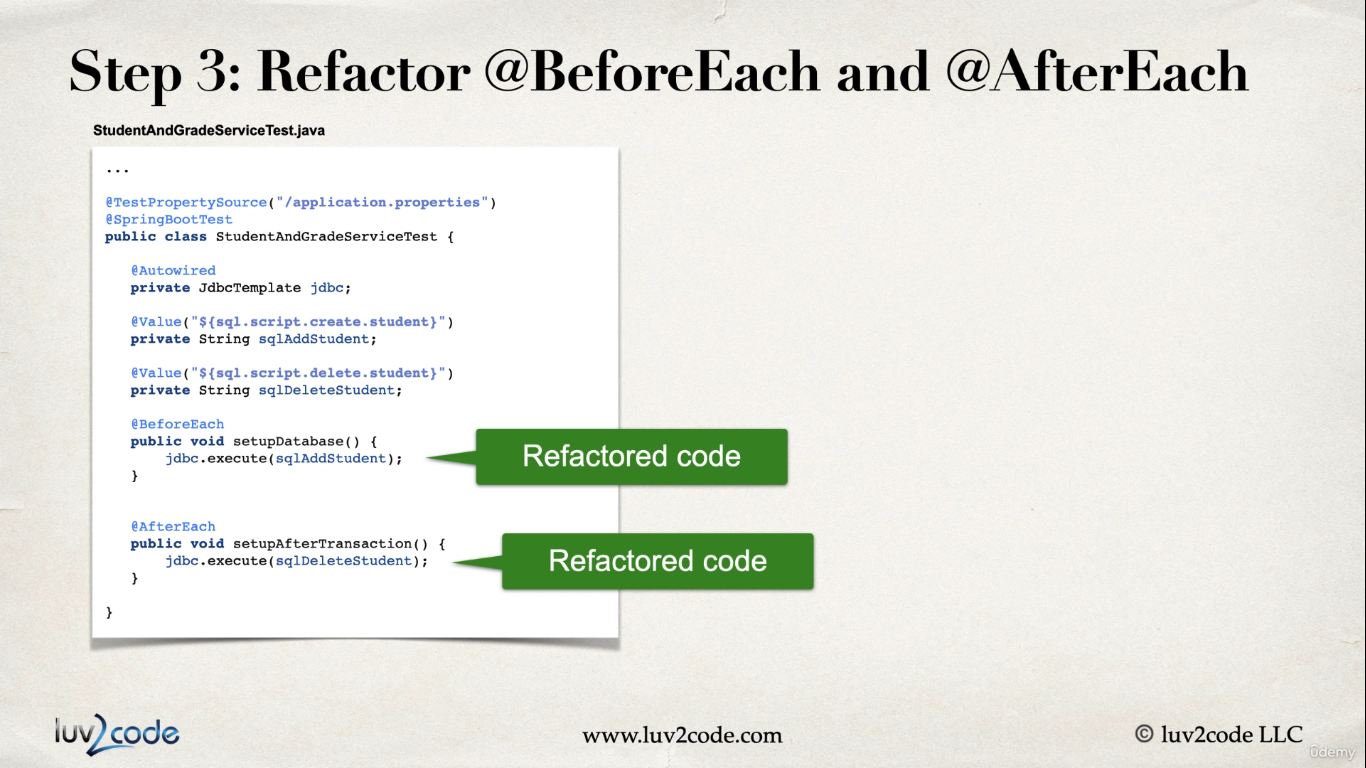 Step 3: Refactor @BeforeEach and @AfterEach
StudentAndGradeServiceTest.java
...
@TestPropertySource("/application.properties")
@SpringBootTest
public class StudentAndGradeServiceTest {
@Autowired
private JdbcTemplate jdbc;
@Value("${sql.script.create.student}")
private String sqlAddStudent;
@Value("${sql.script.delete.student}")
private String sqlDeleteStudent;
@BeforeEach
public void setupDatabase() {
jdbc.execute(sqlAddStudent);
Refactored code
}
@AfterEach
public void setupAfterTransaction() {
jdbc.execute(sqlDeleteStudent);
Refactored code
}
}
luv2code
www.luv2code.com
© luv2code LLC
ûdemy